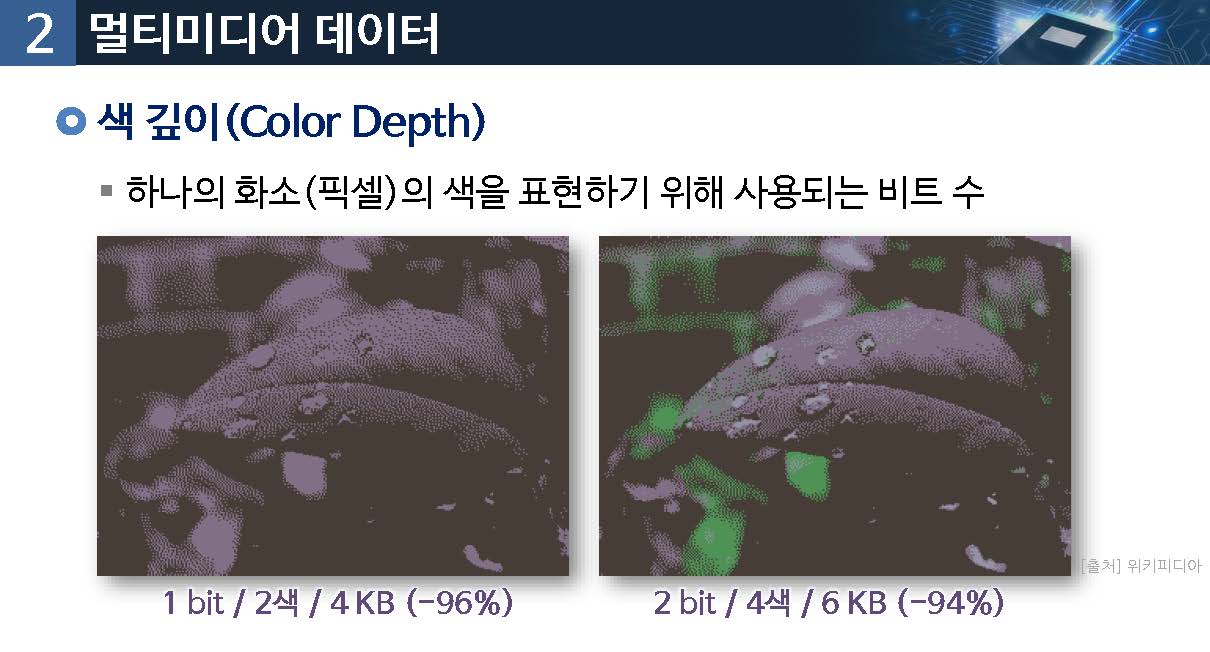 2 멀티미디어 데이터
색 깊이(Color Depth)
하나의 화소(픽셀)의 색을 표현하기 위해 사용되는 비트 수
[출처] 위키피디아
1 bit / 2색 / 4 KB (-96%)
2 bit / 4색 / 6 KB (-94%)